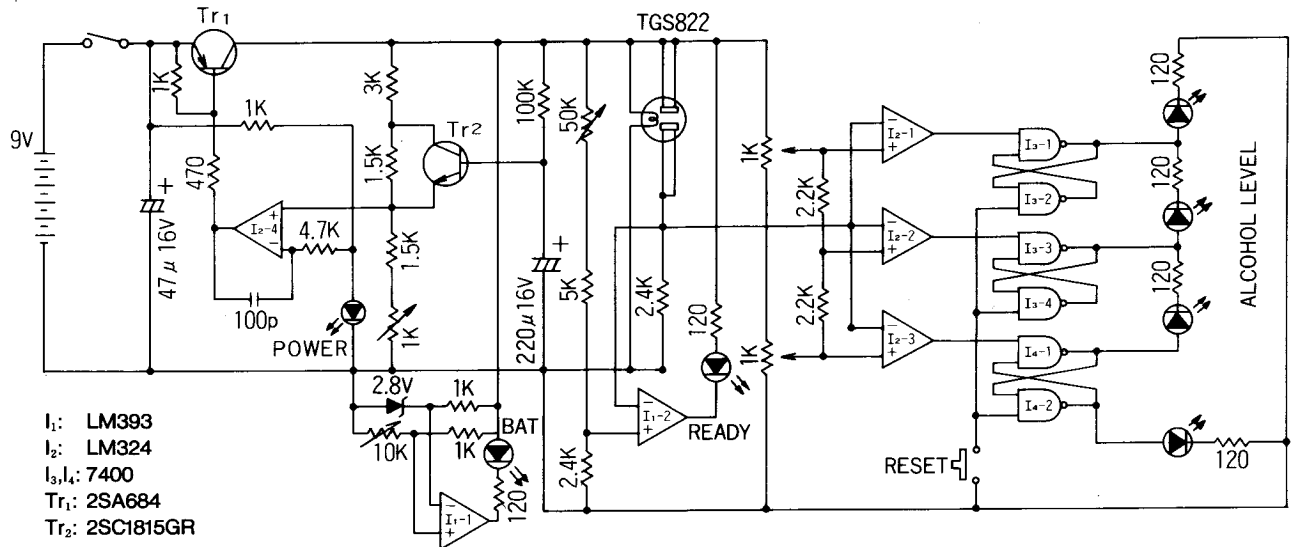 Tr1
TGS822
1K
1K
3K
Tr2
100K
50K
120
9V
470
1.5K
1K
I2-1
I3-1
120
47μ16V
I2-4
4.7K
1.5K
2.2K
I3-2
I2-2
I3-3
100p
220μ16V
5K
2.4K
2.2K
I3-4
120
POWER
1K
120
1K
I2-3
I4-1
ALCOHOL LEVEL
2.8V
1K
I4-2
BAT
I1-2
READY
10K
1K
RESET
120
2.4K
120
I1-1
I1: LM393
I2: LM324
I3,I4: 7400
Tr1: 2SA684
Tr2: 2SC1815GR